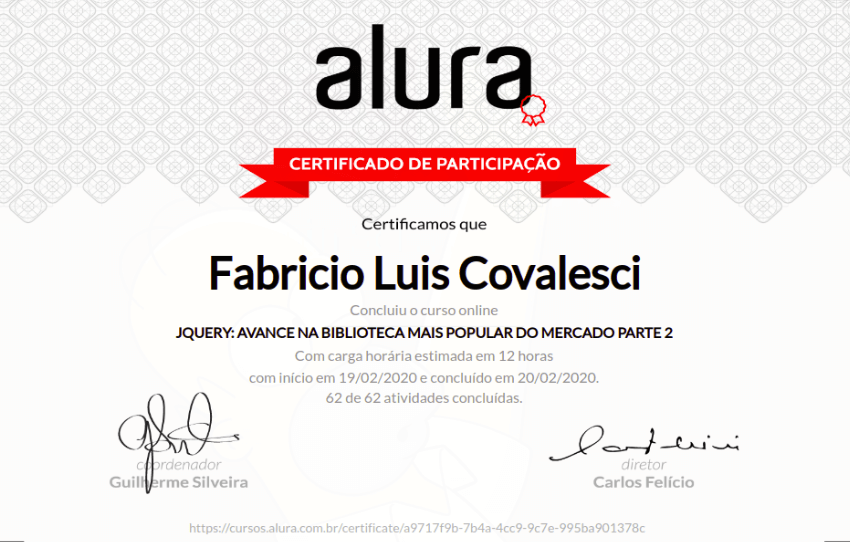 alura
CERTIFICADO DE PARTICIPAÇÃO
Certificamos que
Fabricio Luis Covalesci
Concluiu o curso online
JQUERY: AVANCE NA BIBLIOTECA MAIS POPULAR DO MERCADO PARTE 2
Com carga horária estimada em 12 horas
com início em 19/02/2020 e concluído em 20/02/2020.
62 de 62 atividades concluídas.
coordenador
Guilherme Silveira
diretor
Carlos Felício
https://cursos.alura.com.br/certificate/a9717f9b-7b4a-4cc9-9c7e-995ba901378c